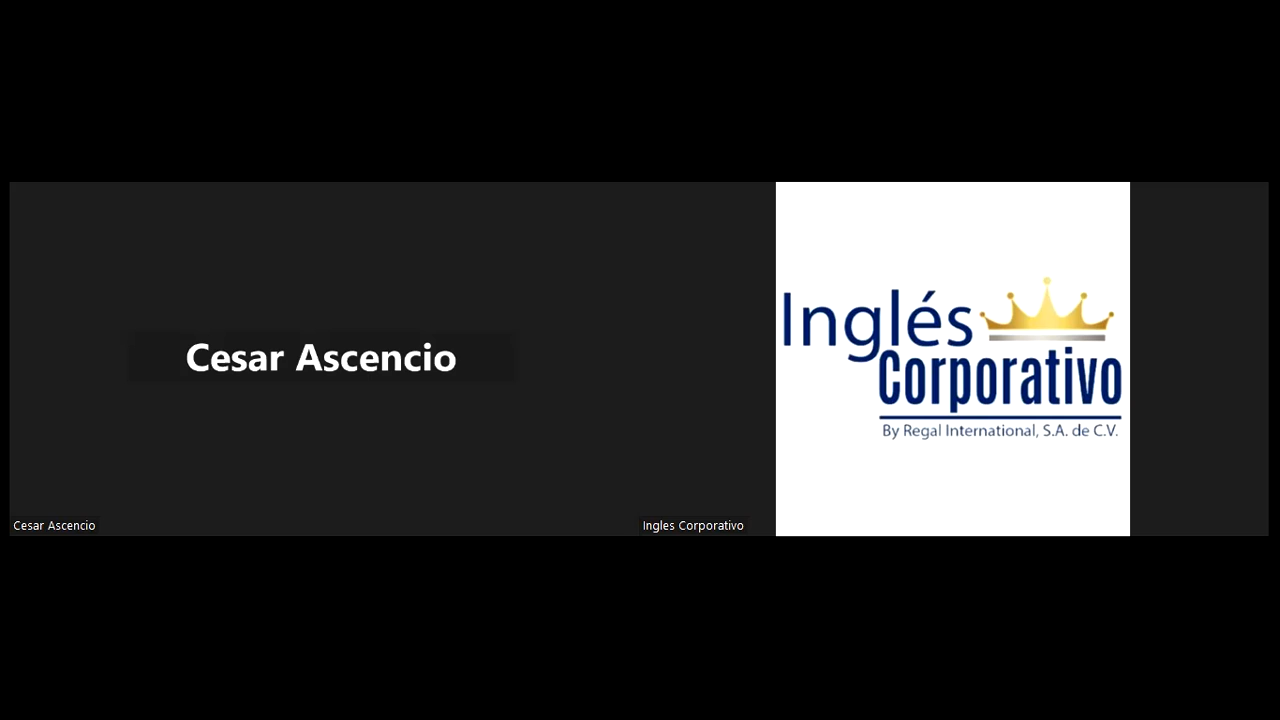 Cesar Ascencio
Cesar Ascencio
Inglés
Corporativo
By Regal International, S.A. de C.V.
Ingles Corporativo